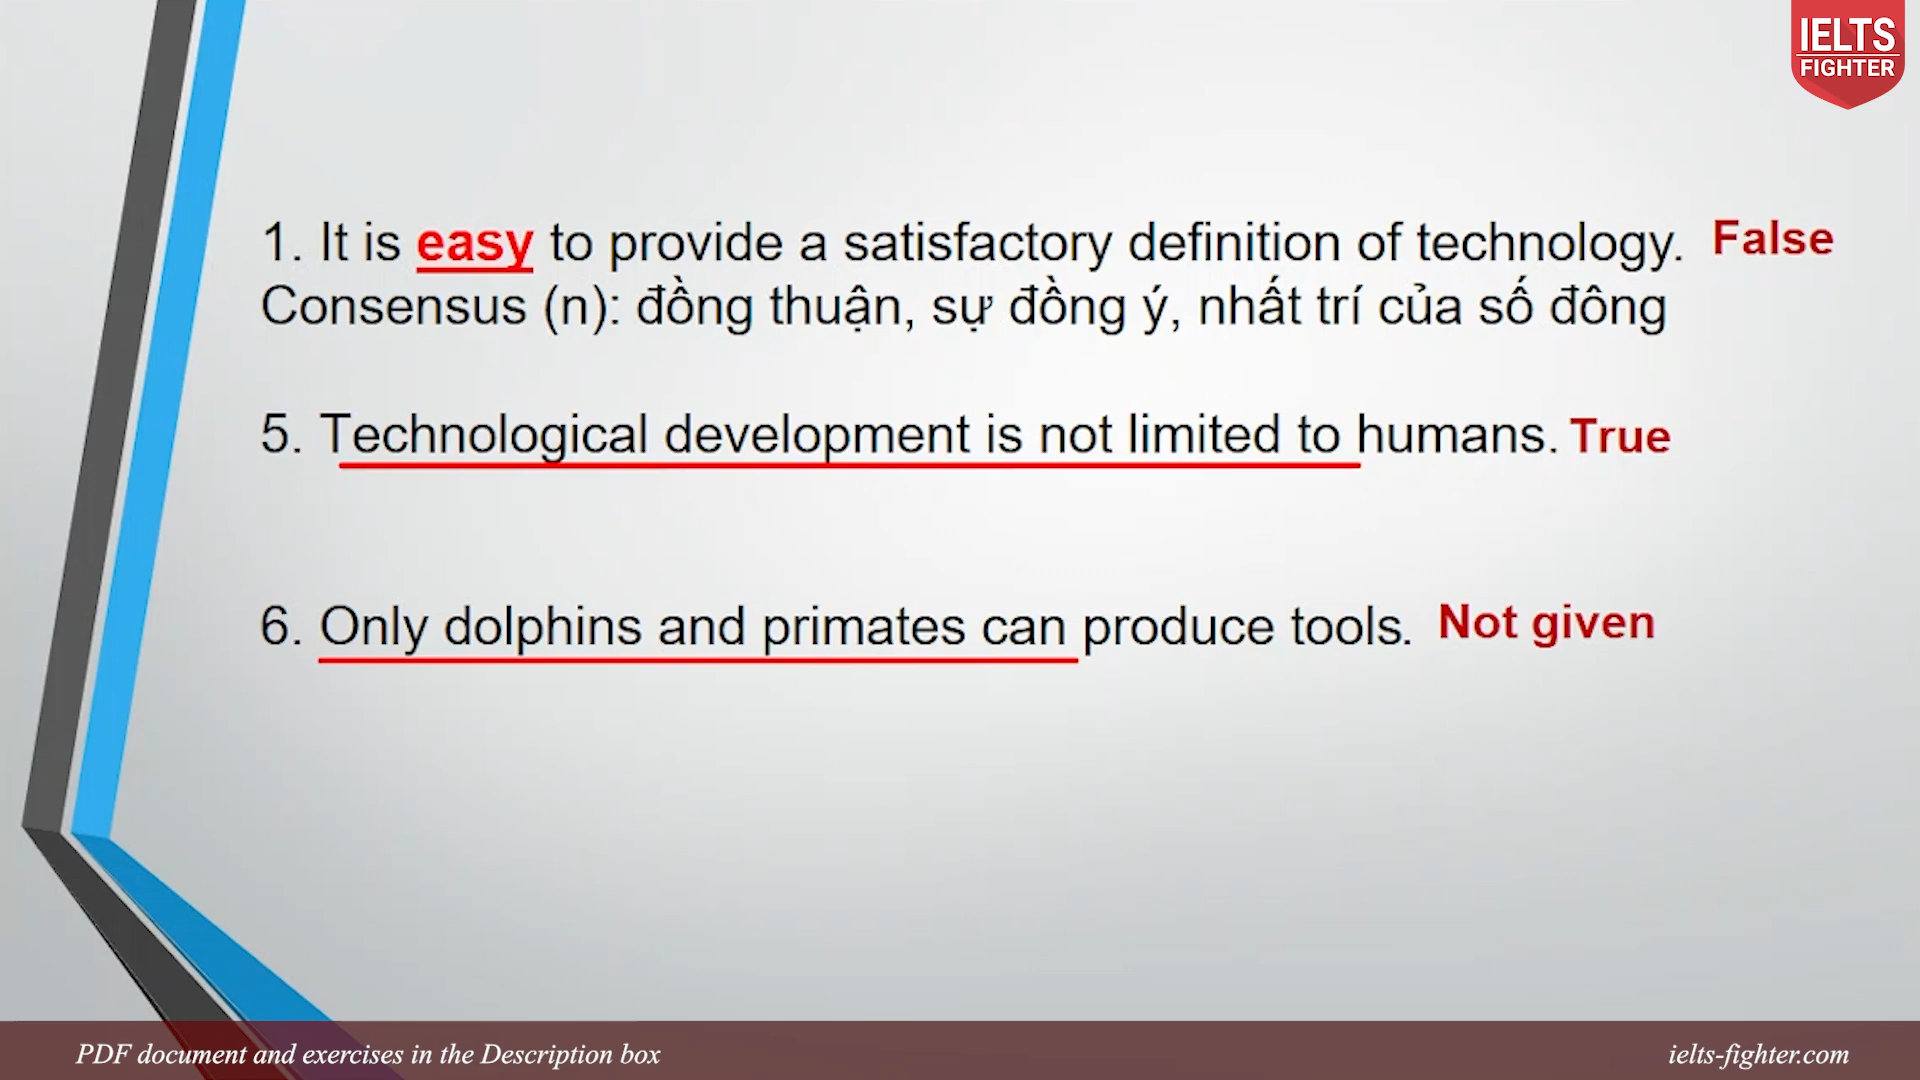 IELTS
FIGHTER
1. It is easy to provide a satisfactory definition of technology. False
Consensus (n): đồng thuận, sự đồng ý, nhất trí của số đông
5. Technological development is not limited to humans. True
6. Only dolphins and primates can produce tools. Not given
PDF document and exercises in the Description box
ielts-fighter.com